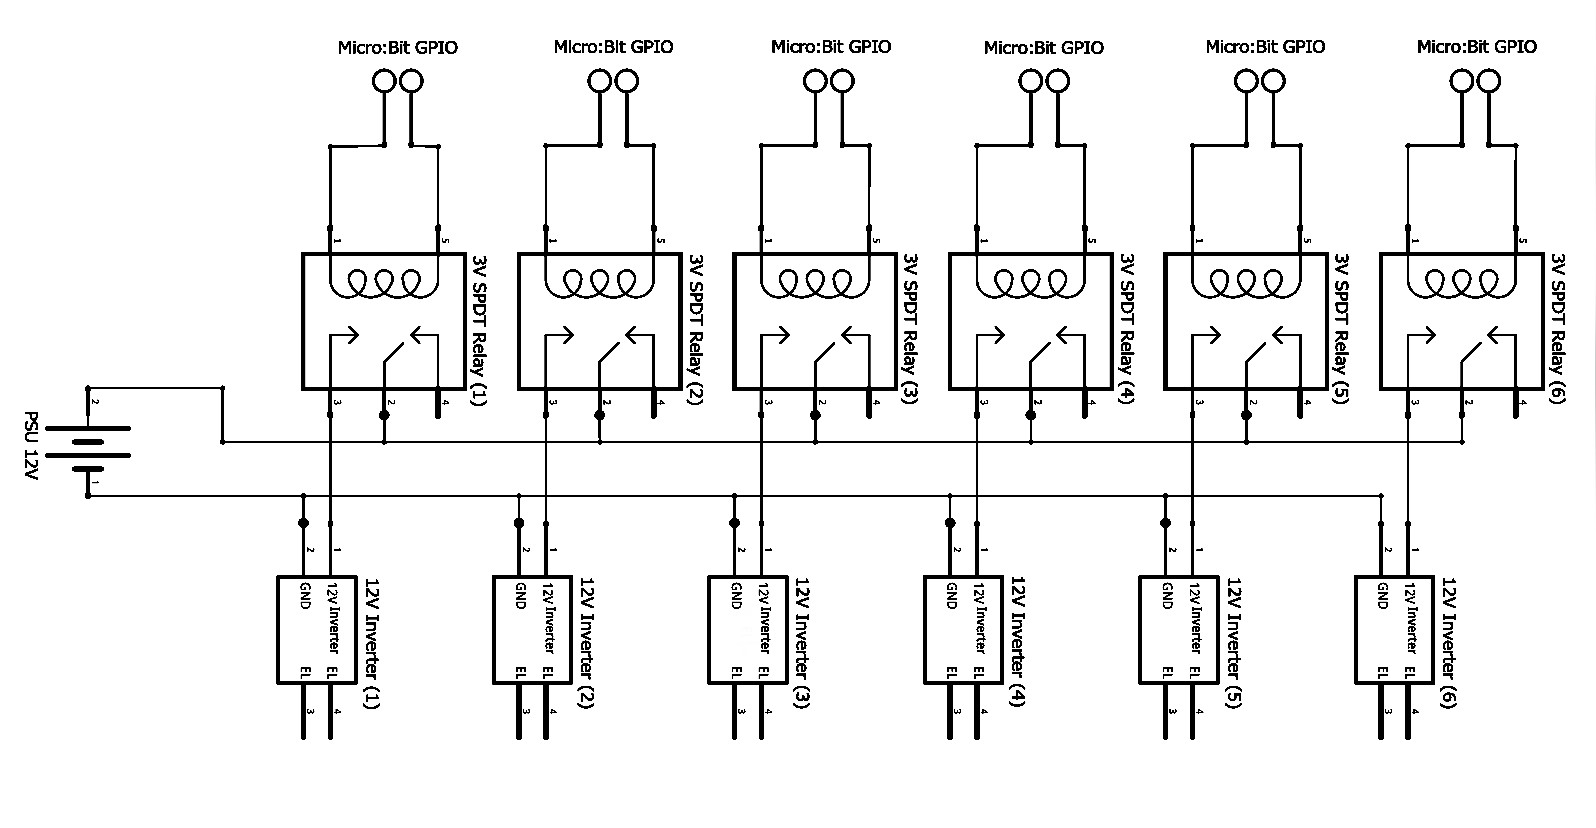 Micro:Bit GPIO
Micro:Bit GPIO
Micro:Bit GPIO
Micro:Bit GPIO
Micro:Bit GPIO
Micro:Bit GPIO
1
5
1
5
1
5
1
5
1
5
1
5
3V SPDT Relay (1)
3V SPDT Relay (2)
3V SPDT Relay (3)
3V SPDT Relay (4)
3V SPDT Relay (5)
3V SPDT Relay (6)
3
2
4
3
2
4
3
2
4
3
2
4
3
2
4
3
2
4
2
PSU 12V
1
2
1
2
1
2
1
2
1
2
1
2
1
GND
12V Inverter
EL
EL
12V Inverter (1)
GND
12V Inverter
EL
EL
12V Inverter (2)
GND
12V Inverter
EL
EL
12V Inverter (3)
GND
12V Inverter
EL
EL
12V Inverter (4)
GND
12V Inverter
EL
EL
12V Inverter (5)
GND
12V Inverter
EL
EL
12V Inverter (6)
3
4
3
4
3
4
3
4
3
4
3
4